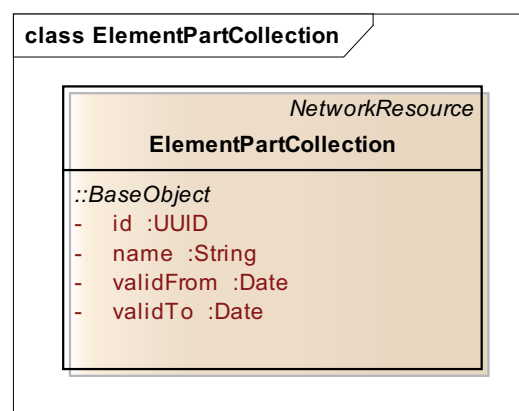 class ElementPartCollection
NetworkResource
ElementPartCollection
::BaseObject
- id :UUID
- name :String
- validFrom :Date
- validTo :Date